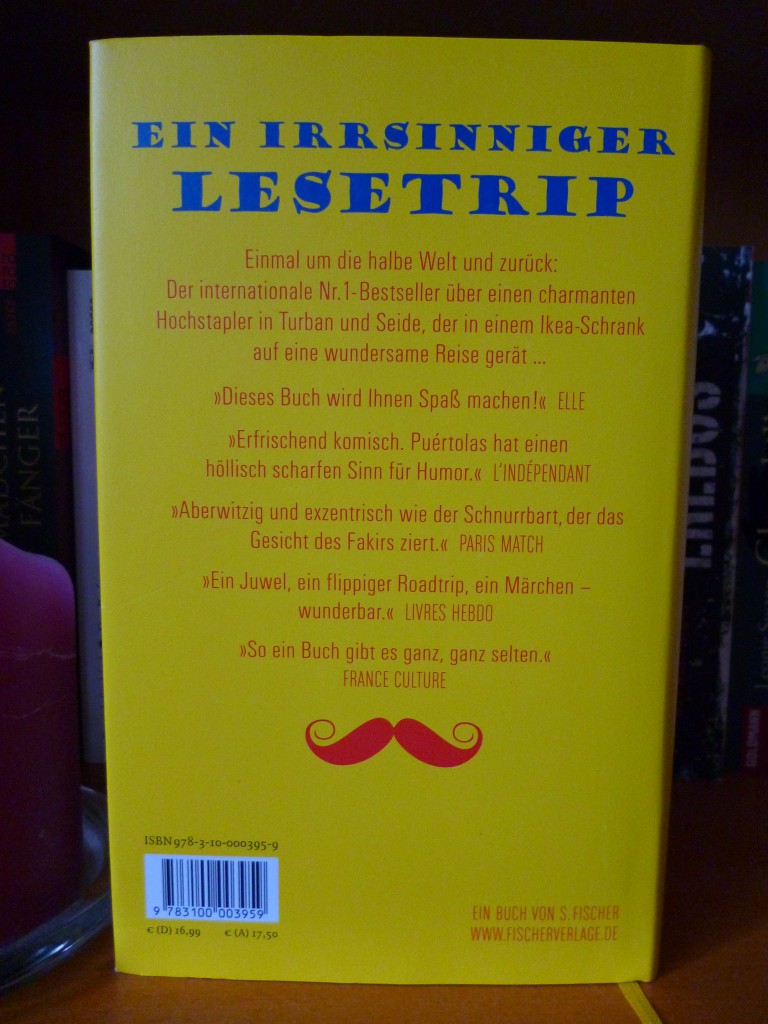 EIN IRRSINNIGER
LESETRIP
Einmal um die halbe Welt und zurück:
Der internationale Nr.1-Bestseller über einen charmanten
Hochstapler in Turban und Seide, der in einem Ikea-Schrank
auf eine wundersame Reise gerät ...
»Dieses Buch wird Ihnen Spaß machen!« ELLE
»Erfrischend komisch. Puértolas hat einen
höllisch scharfen Sinn für Humor.« L'INDÉPENDANT
»Aberwitzig und exzentrisch wie der Schnurrbart, der das
Gesicht des Fakirs ziert.« PARIS MATCH
»Ein Juwel, ein flippiger Roadtrip, ein Märchen –
wunderbar.« LIVRES HEBDO
»So ein Buch gibt es ganz, ganz selten.«
FRANCE CULTURE
ISBN 978-3-10-000395-9
9 783100 003959
€ (D) 16,99 € (A) 17,50
EIN BUCH VON S. FISCHER
WWW.FISCHERVERLAGE.DE
FÄNGER
GOLDMANN